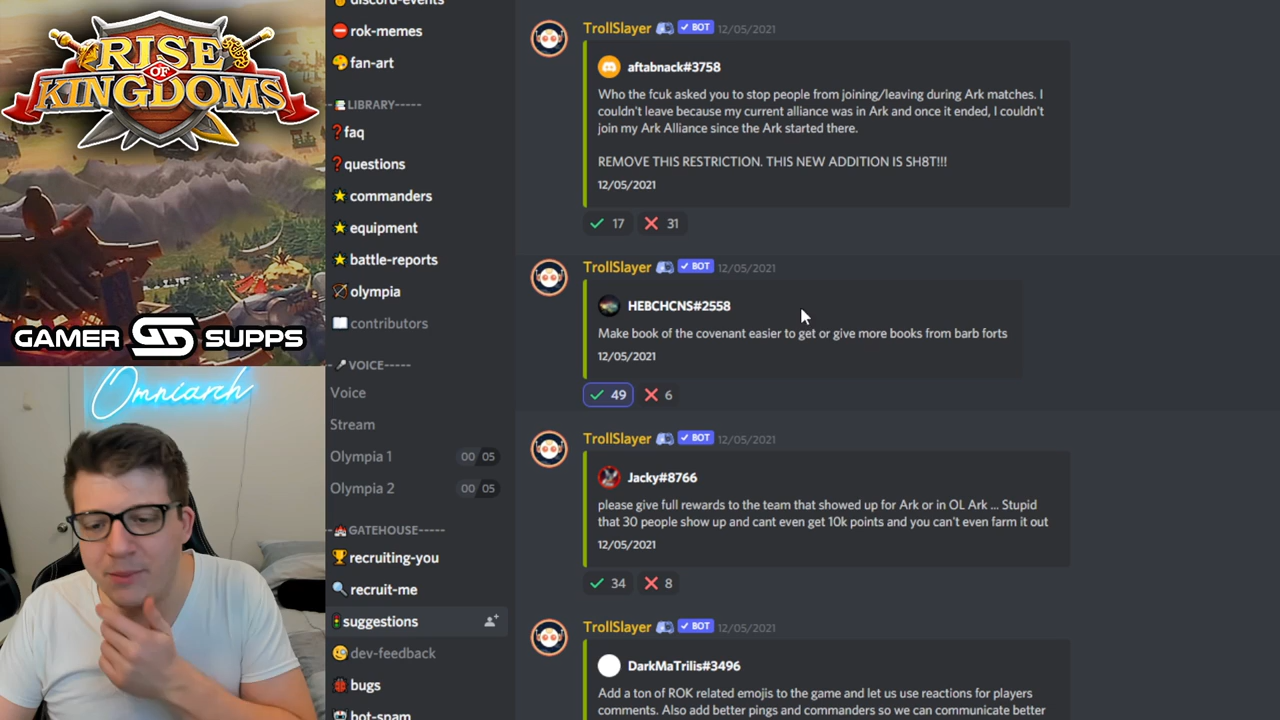 RISE
OF
KINGDOMS
GAMER GS SUPPS
Omniarch
discord-events
rok-memes
fan-art
LIBRARY-----
faq
questions
commanders
equipment
battle-reports
olympia
contributors
VOICE-----
Voice
Stream
Olympia 1 00 05
Olympia 2 00 05
GATEHOUSE-----
recruiting-you
recruit-me
suggestions
dev-feedback
bugs
bot-spam
TrollSlayer BOT 12/05/2021
aftabnack#3758
Who the fcuk asked you to stop people from joining/leaving during Ark matches. I
couldn't leave because my current alliance was in Ark and once it ended, I couldn't
join my Ark Alliance since the Ark started there.
REMOVE THIS RESTRICTION. THIS NEW ADDITION IS SH8T!!!
12/05/2021
17 31
TrollSlayer BOT 12/05/2021
HEBCHCNS#2558
Make book of the covenant easier to get or give more books from barb forts
12/05/2021
49 6
TrollSlayer BOT 12/05/2021
Jacky#8766
please give full rewards to the team that showed up for Ark or in OL Ark ... Stupid
that 30 people show up and cant even get 10k points and you can't even farm it out
12/05/2021
34 8
TrollSlayer BOT 12/05/2021
DarkMaTrilis#3496
Add a ton of ROK related emojis to the game and let us use reactions for players
comments. Also add better pings and commanders so we can communicate better